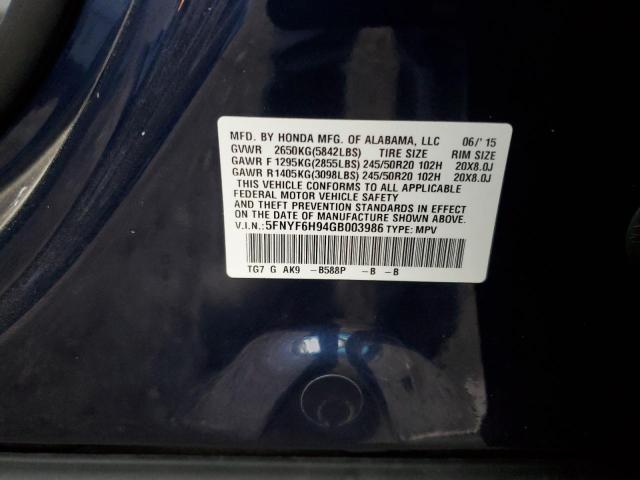 MFD. BY HONDA MFG. OF ALABAMA, LLC 06/' 15
GVWR 2650KG(5842LBS) TIRE SIZE RIM SIZE
GAWR F 1295KG(2855LBS) 245/50R20 102H 20X8.0J
GAWR R1405KG(3098LBS) 245/50R20 102H 20X8.0J
THIS VEHICLE CONFORMS TO ALL APPLICABLE
FEDERAL MOTOR VEHICLE SAFETY
AND THEFT PREVENTION STANDARDS IN EFFECT
ON THE DATE OF MANUFACTURE SHOWN ABOVE.
V.I.N.:5FNYF6H94GB003986 TYPE: MPV
TG7 G AK9 -B588P -B -B